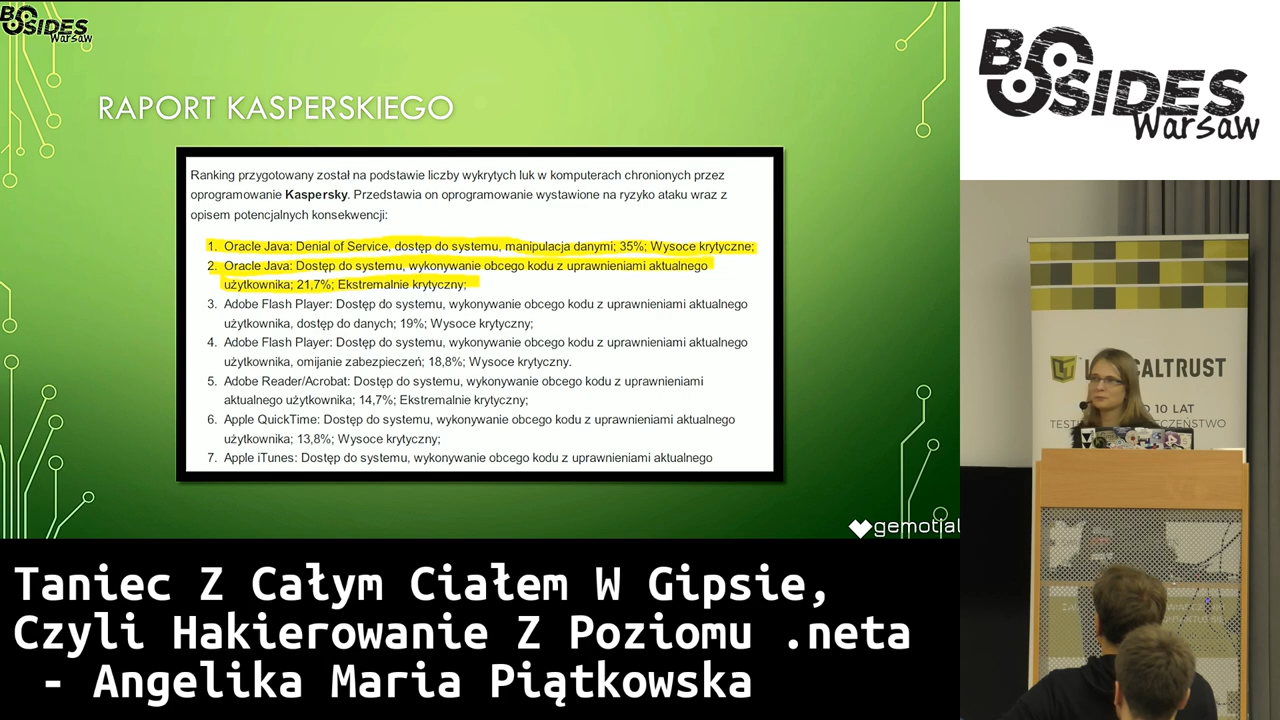 BSIDES
Warsaw
RAPORT KASPERSKIEGO
Ranking przygotowany został na podstawie liczby wykrytych luk w komputerach chronionych przez
oprogramowanie Kaspersky. Przedstawia on oprogramowanie wystawione na ryzyko ataku wraz z
opisem potencjalnych konsekwencji:
1. Oracle Java: Denial of Service, dostęp do systemu, manipulacja danymi; 35%; Wysoce krytyczne;
2. Oracle Java: Dostęp do systemu, wykonywanie obcego kodu z uprawnieniami aktualnego
użytkownika; 21,7%; Ekstremalnie krytyczny;
3. Adobe Flash Player: Dostęp do systemu, wykonywanie obcego kodu z uprawnieniami aktualnego
użytkownika, dostęp do danych; 19%; Wysoce krytyczny;
4. Adobe Flash Player: Dostęp do systemu, wykonywanie obcego kodu z uprawnieniami aktualnego
użytkownika, omijanie zabezpieczeń; 18,8%; Wysoce krytyczny.
5. Adobe Reader/Acrobat: Dostęp do systemu, wykonywanie obcego kodu z uprawnieniami
aktualnego użytkownika; 14,7%; Ekstremalnie krytyczny;
6. Apple QuickTime: Dostęp do systemu, wykonywanie obcego kodu z uprawnieniami aktualnego
użytkownika; 13,8%; Wysoce krytyczny;
7. Apple iTunes: Dostęp do systemu, wykonywanie obcego kodu z uprawnieniami aktualnego
gemotial
Taniec Z Całym Ciałem W Gipsie,
Czyli Hakierowanie Z Poziomu .neta
- Angelika Maria Piątkowska
BSIDES
Warsaw
LT
CALTRUST
10 LAT